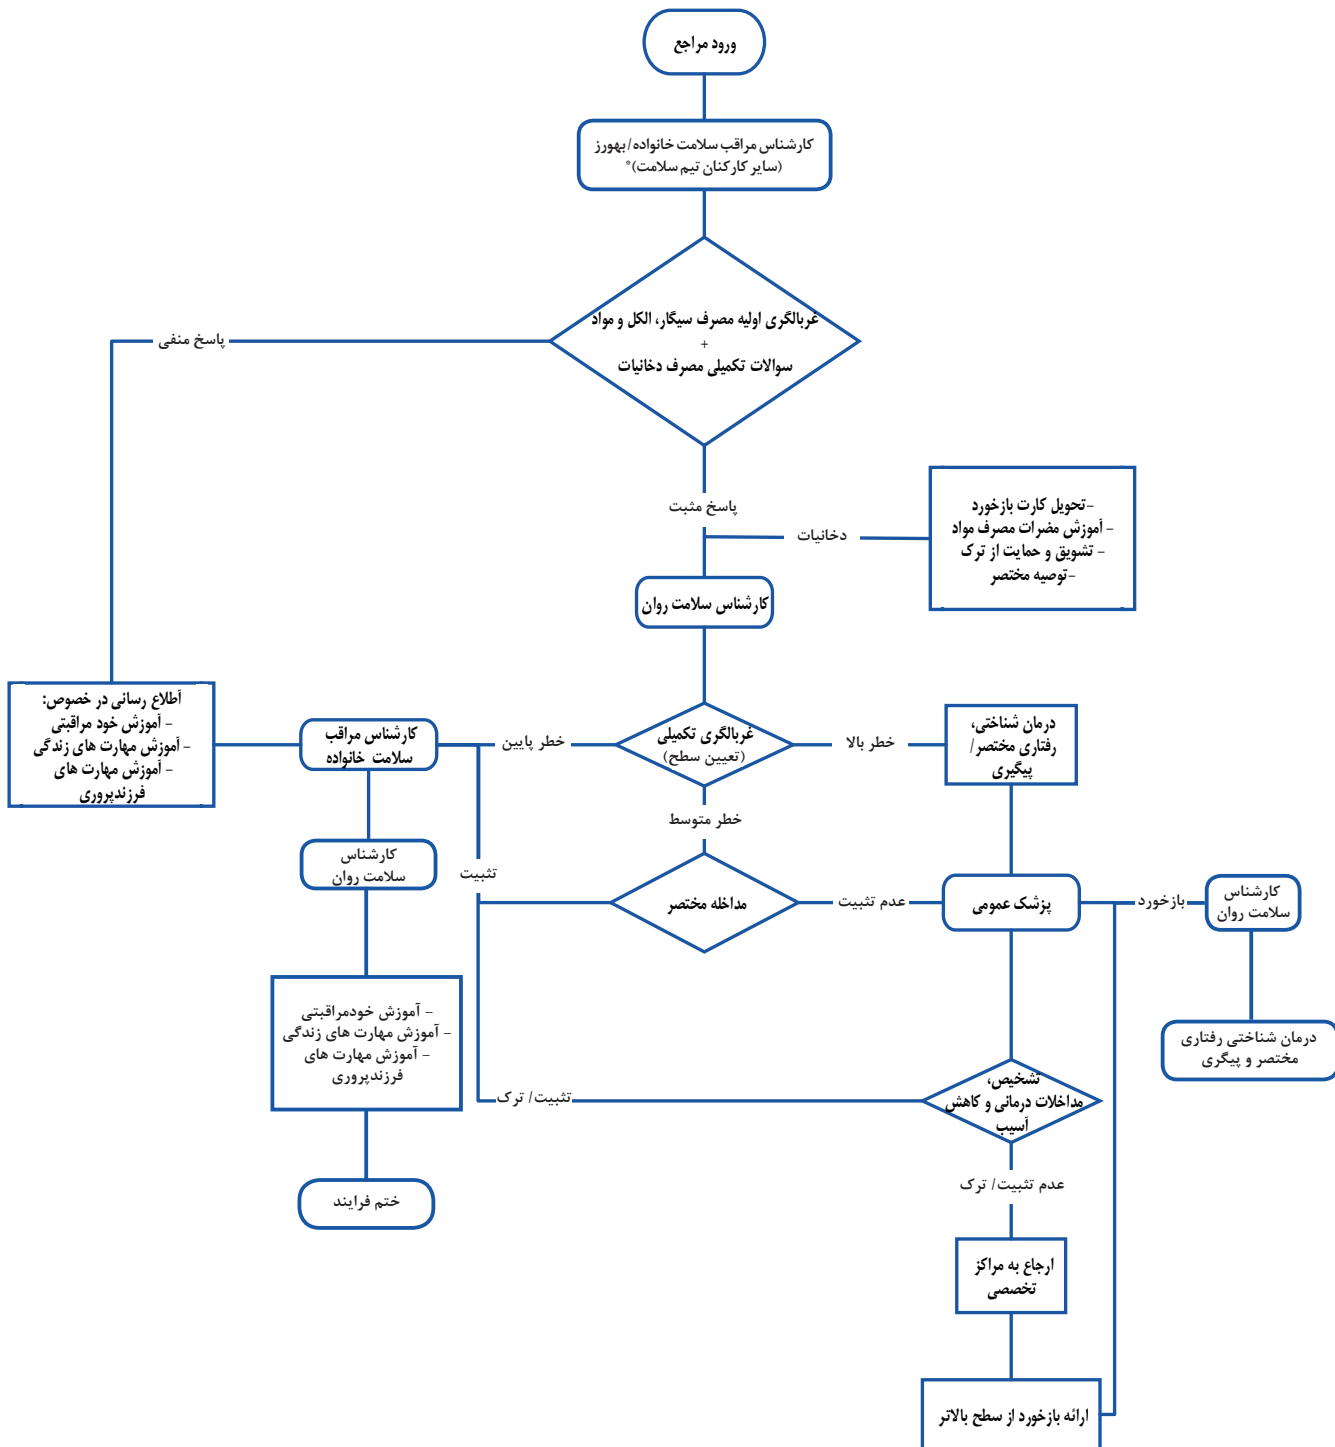 ورود مراجع
کارشناس مراقب سلامت خانواده/بهورز
(سایر کارکنان تیم سلامت)*
غربالگری اولیه مصرف سیگار، الکل و مواد
+
سوالات تکمیلی مصرف دخانیات
پاسخ منفی
پاسخ مثبت
دخانیات
-تحویل کارت بازخورد
- آموزش مضرات مصرف مواد
- تشویق و حمایت از ترک
-توصیه مختصر
کارشناس سلامت روان
اطلاع رسانی در خصوص:
- آموزش خود مراقبتی
- آموزش مهارت های زندگی
- آموزش مهارت های
فرزندپروری
کارشناس مراقب
سلامت خانواده
خطر پایین
غربالگری تکمیلی
(تعیین سطح)
خطر بالا
درمان شناختی،
رفتاری مختصر/
پیگیری
خطر متوسط
کارشناس
سلامت روان
تثبیت
مداخله مختصر
عدم تثبیت
پزشک عمومی
بازخورد
کارشناس
سلامت روان
- آموزش خودمراقبتی
- آموزش مهارت های زندگی
- آموزش مهارت های
فرزندپروری
درمان شناختی رفتاری
مختصر و پیگری
تشخیص،
مداخلات درمانی و کاهش
آسیب
تثبیت/ ترک
عدم تثبیت/ ترک
ختم فرایند
ارجاع به مراکز
تخصصی
ارائه بازخورد از سطح بالاتر